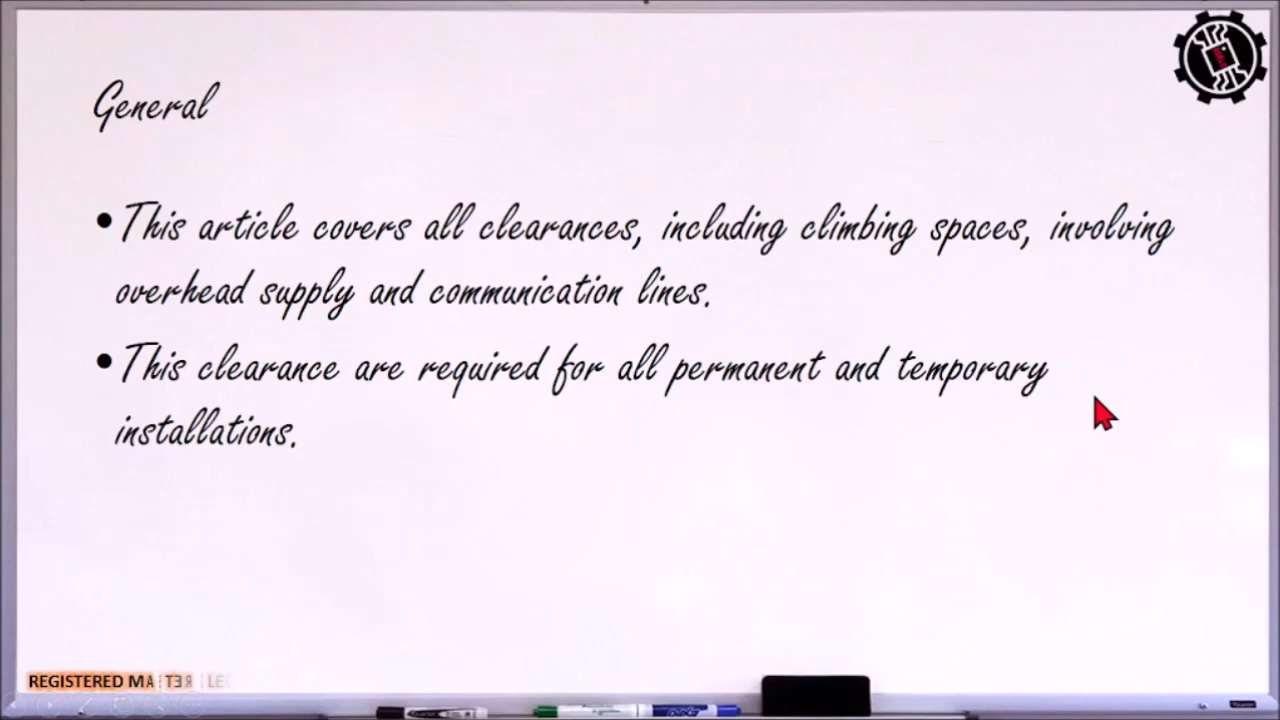 General
•This article covers all clearances, including climbing spaces, involving
overhead supply and communication lines.
•This clearance are required for all permanent and temporary
installations.
REGISTERED